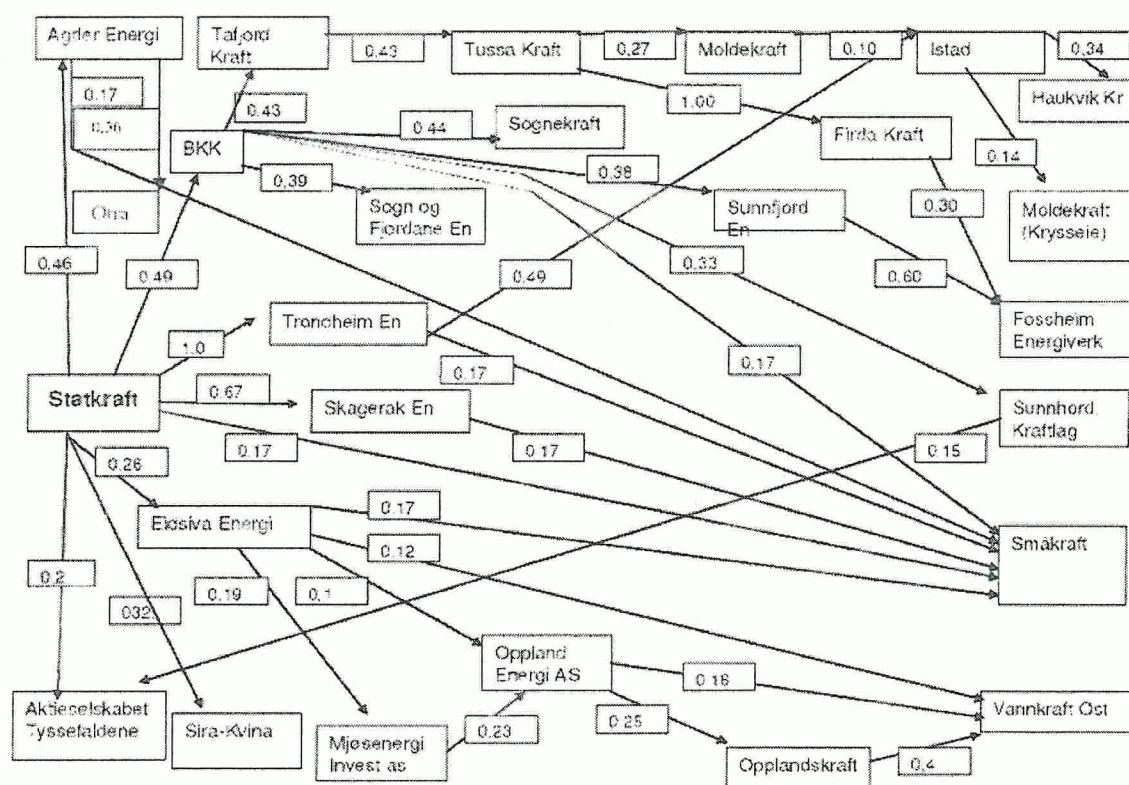 Agder Energi
Tafjord
Kraft
0.43
Tussa Kraft
0,27
Moldekraft
0,10
Istad
0,34
Haukvik Kr
0.17
0.36
0.43
BKK
0.44
Sognekraft
1.00
Firda Kraft
0.14
Otra
0,39
Sogn og
Fjordane En
0,38
Sunnfjord
En
0.30
Moldekraft
(Krysseie)
0.46
0.49
0.49
0,33
0,60
Trondheim En
Fossheim
Energiverk
1.0
0.17
0.17
Statkraft
0.67
Skagerak En
Sunnhord.
Kraftlag
0.17
0.17
0.15
0.26
Eidsiva Energi
0.17
0.12
Småkraft
0.2
032
0.19
0.1
Oppland
Energi AS
0.18
Aktieselskabet
Tyssefaldene
Sira-Kvina
Mjøsenergi
Invest as
0.23
0.25
Vannkraft Øst
Opplandskraft
0,4